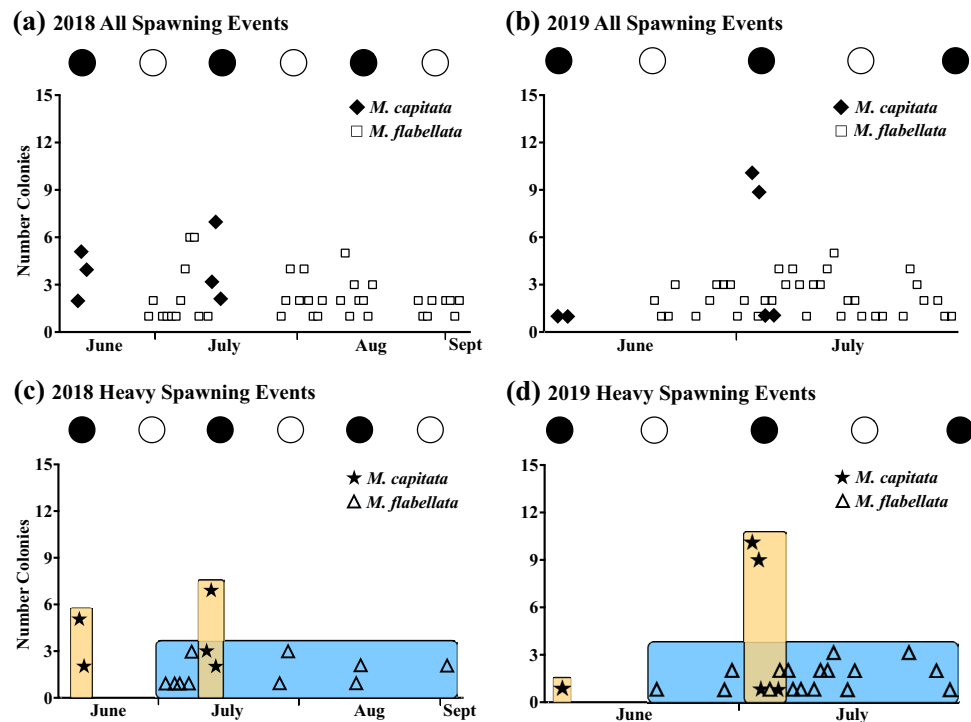 (a) 2018 All Spawning Events
15
12
9
6
3
0
Number Colonies
M. capitata
M. flabellata
June July Aug Sept
(b) 2019 All Spawning Events
15
12
9
6
3
0
M. capitata
M. flabellata
June July
(c) 2018 Heavy Spawning Events
15
12
9
6
3
0
Number Colonies
M. capitata
M. flabellata
June July Aug Sept
(d) 2019 Heavy Spawning Events
15
12
9
6
3
0
M. capitata
M. flabellata
June July